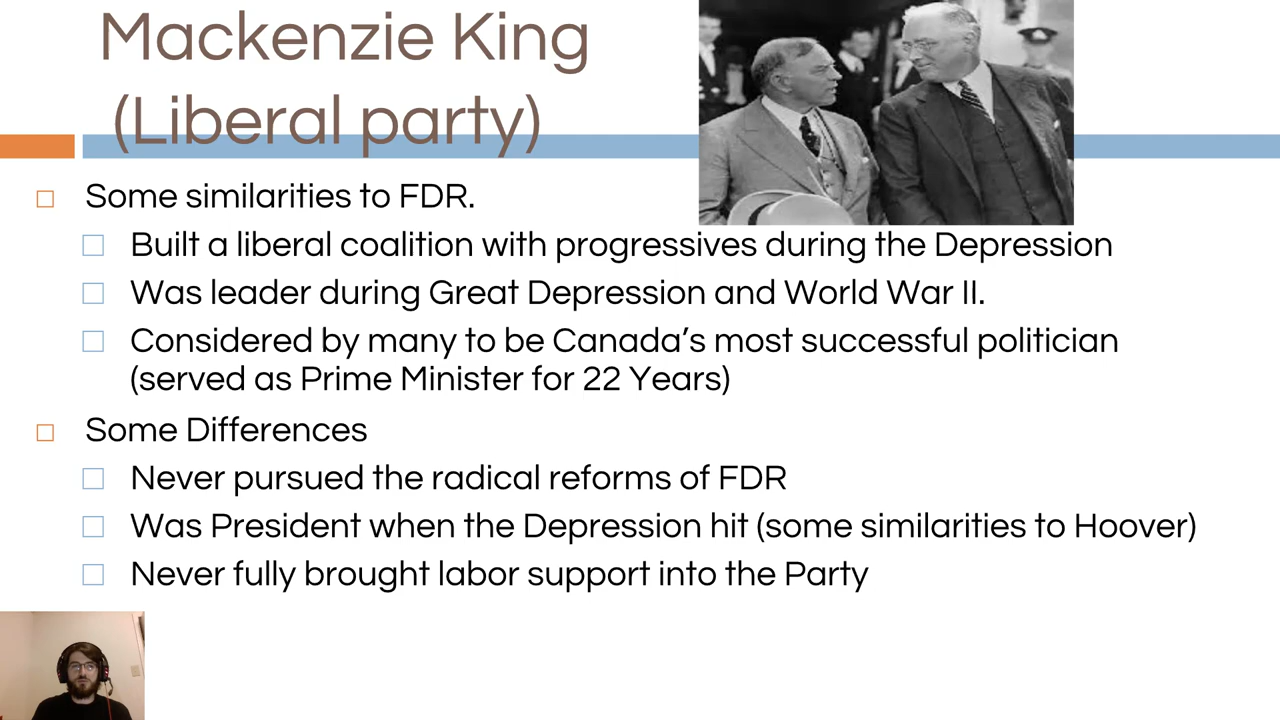 Mackenzie King
(Liberal party)
Some similarities to FDR.
Built a liberal coalition with progressives during the Depression
Was leader during Great Depression and World War II.
Considered by many to be Canada’s most successful politician
(served as Prime Minister for 22 Years)
Some Differences
Never pursued the radical reforms of FDR
Was President when the Depression hit (some similarities to Hoover)
Never fully brought labor support into the Party